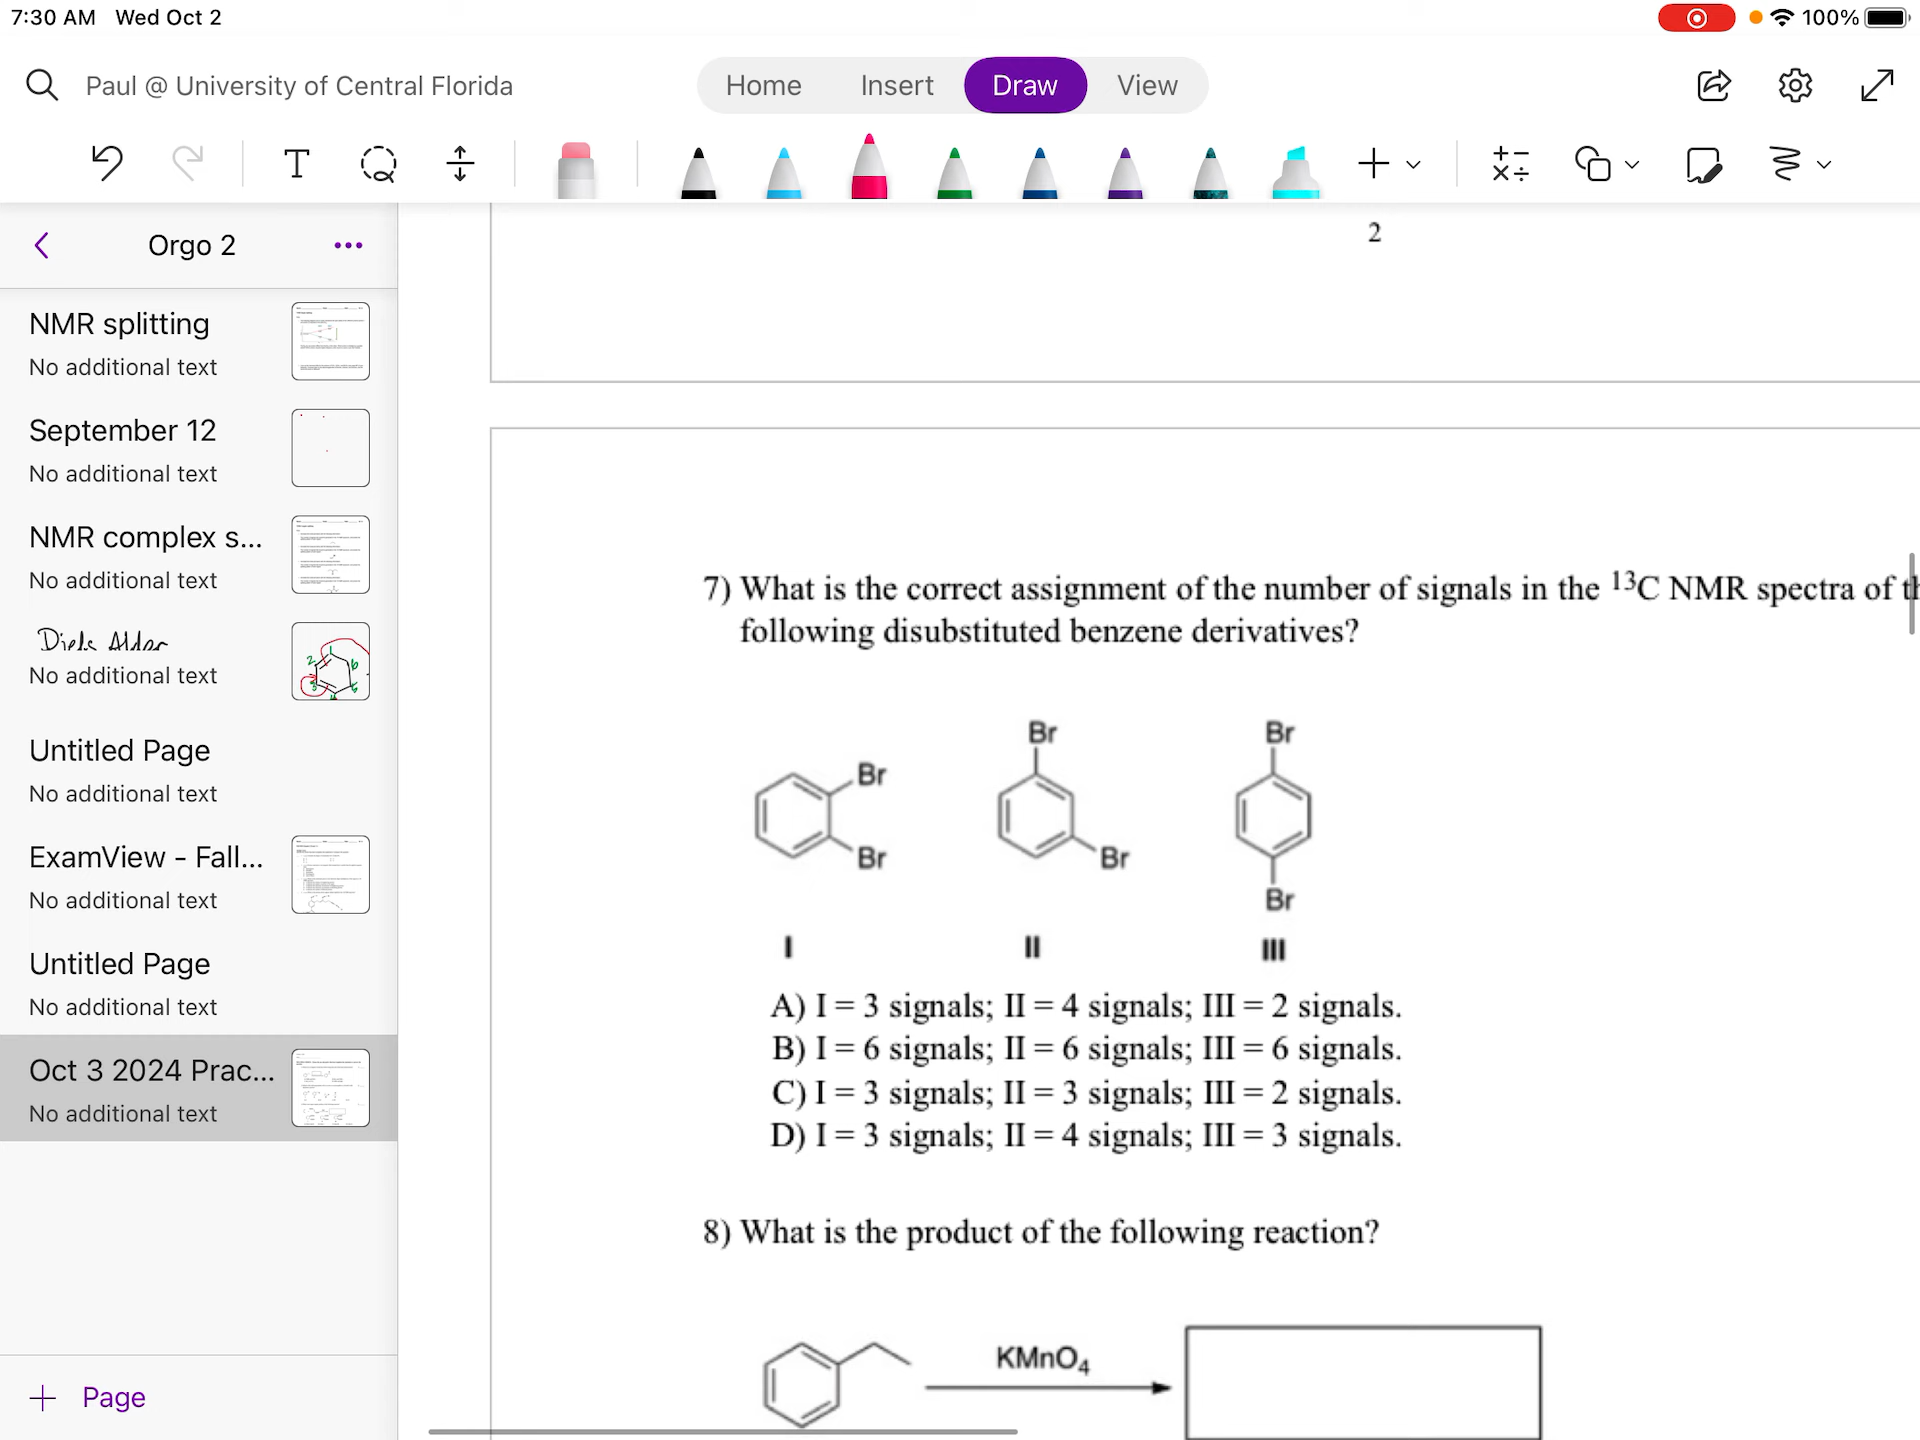 7:30 AM Wed Oct 2
100%
Paul @ University of Central Florida
Home Insert Draw View
T
Orgo 2
NMR splitting
No additional text
September 12
No additional text
NMR complex s...
No additional text
Diels Alder
No additional text
Untitled Page
No additional text
ExamView - Fall...
No additional text
Untitled Page
No additional text
Oct 3 2024 Prac...
No additional text
+ Page
2
7) What is the correct assignment of the number of signals in the ¹³C NMR spectra of th
following disubstituted benzene derivatives?
Br Br Br
Br Br Br
I II III
A) I = 3 signals; II = 4 signals; III = 2 signals.
B) I = 6 signals; II = 6 signals; III = 6 signals.
C) I = 3 signals; II = 3 signals; III = 2 signals.
D) I = 3 signals; II = 4 signals; III = 3 signals.
8) What is the product of the following reaction?
KMnO₄